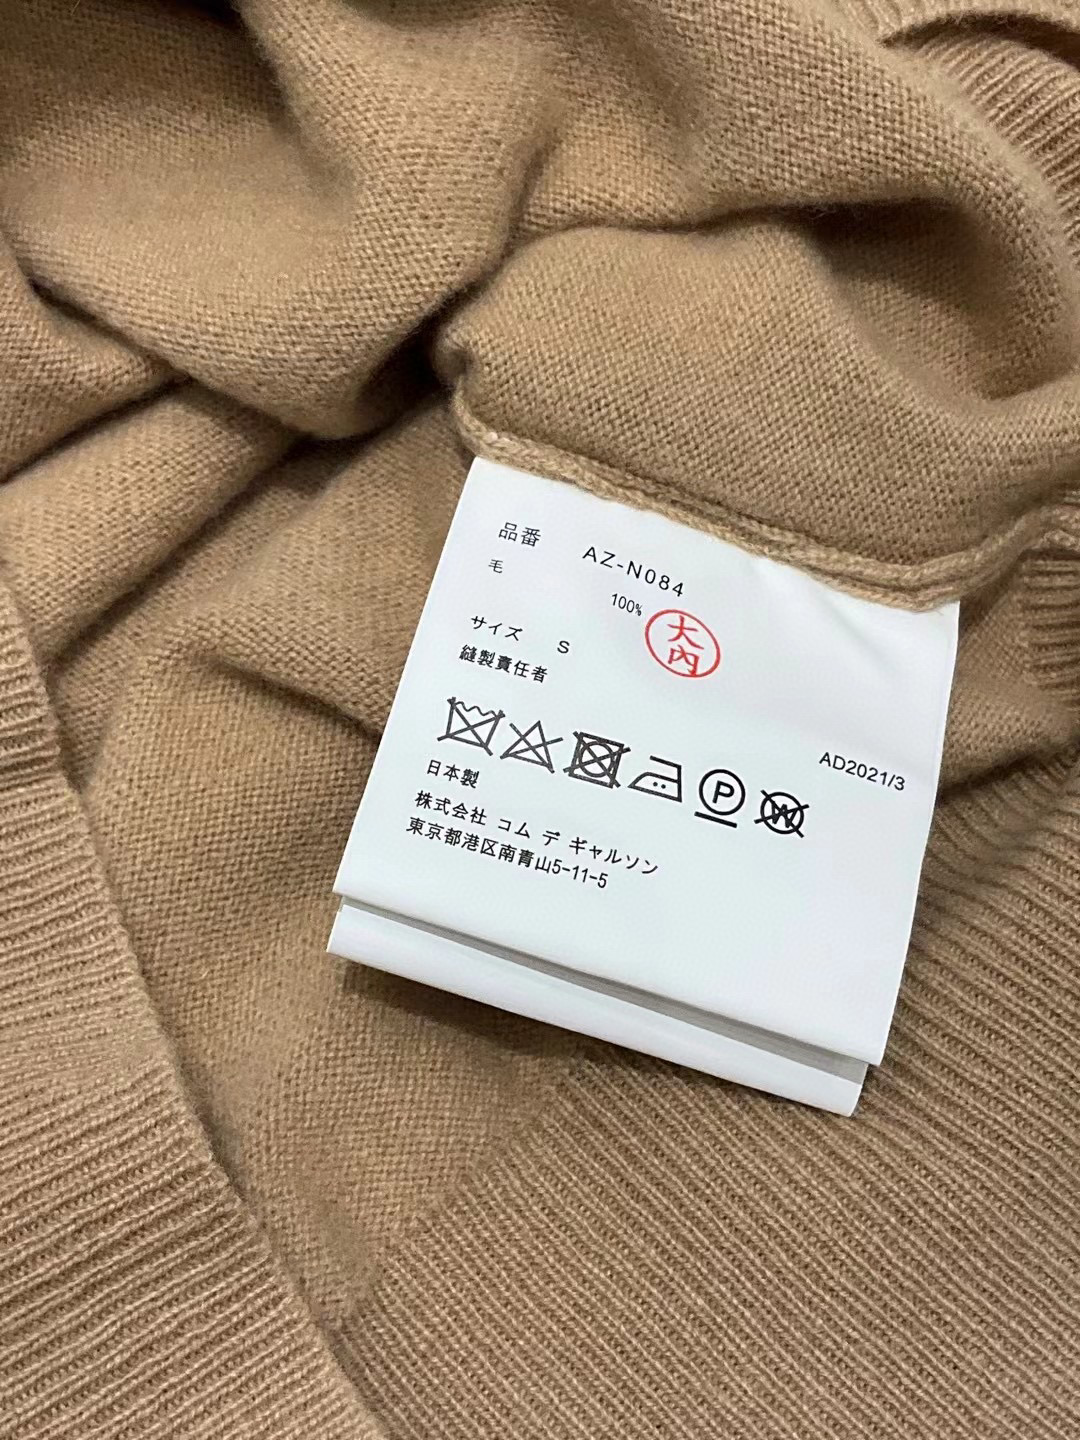 品番 AZ-N084
毛 100%
サイズ S
縫製責任者 大内
P W
AD2021/3
日本製
株式会社 コム デ ギャルソン
東京都港区南青山5-11-5